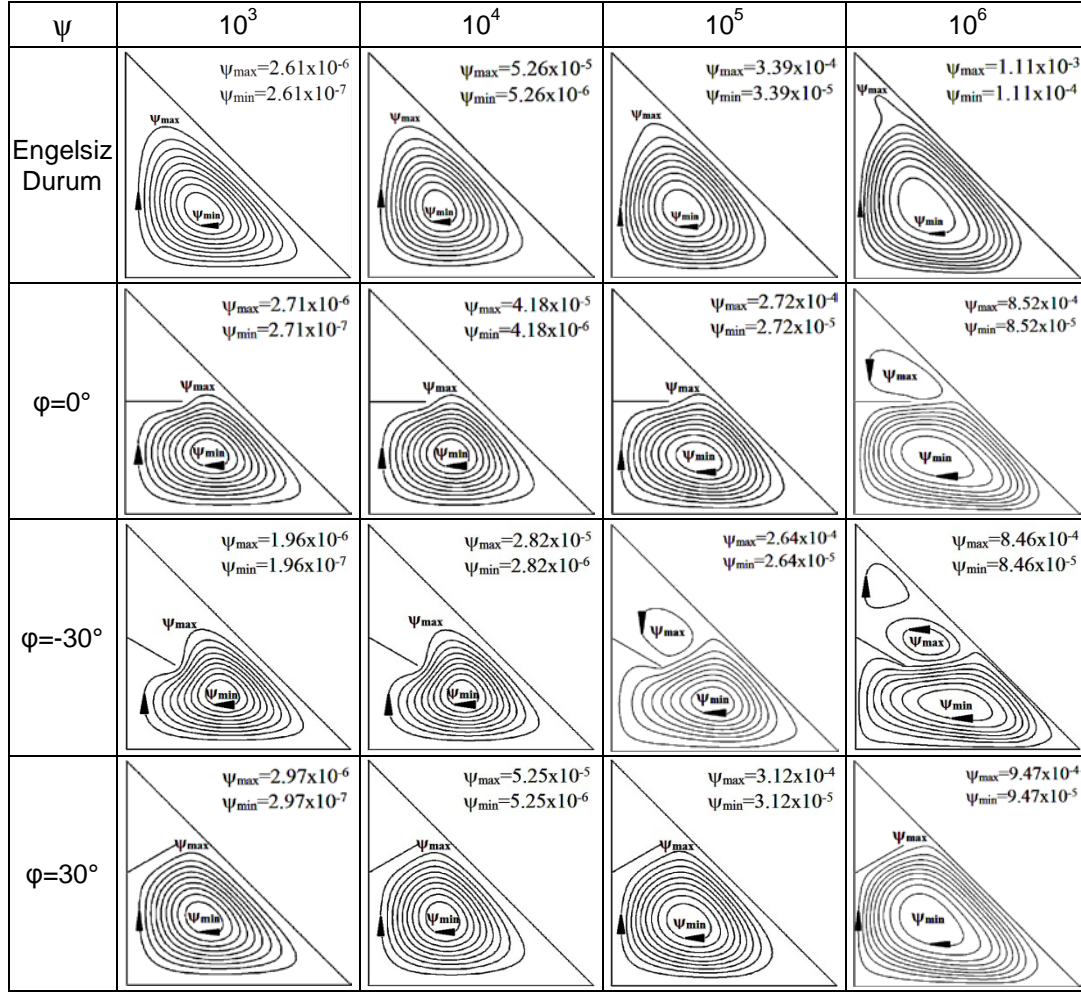 ψ 10³ 10⁴ 10⁵ 10⁶
Engelsiz
Durum
ψmax=2.61x10⁻⁶
ψmin=2.61x10⁻⁷
ψmax
ψmin
ψmax=5.26x10⁻⁵
ψmin=5.26x10⁻⁶
ψmax
ψmin
ψmax=3.39x10⁻⁴
ψmin=3.39x10⁻⁵
ψmax
ψmin
ψmax=1.11x10⁻³
ψmin=1.11x10⁻⁴
ψmax
ψmin
φ=0°
ψmax=2.71x10⁻⁶
ψmin=2.71x10⁻⁷
ψmax
ψmin
ψmax=4.18x10⁻⁵
ψmin=4.18x10⁻⁶
ψmax
ψmin
ψmax=2.72x10⁻⁴
ψmin=2.72x10⁻⁵
ψmax
ψmin
ψmax=8.52x10⁻⁴
ψmin=8.52x10⁻⁵
ψmax
ψmin
φ=-30°
ψmax=1.96x10⁻⁶
ψmin=1.96x10⁻⁷
ψmax
ψmin
ψmax=2.82x10⁻⁵
ψmin=2.82x10⁻⁶
ψmax
ψmin
ψmax=2.64x10⁻⁴
ψmin=2.64x10⁻⁵
ψmax
ψmin
ψmax=8.46x10⁻⁴
ψmin=8.46x10⁻⁵
ψmax
ψmin
φ=30°
ψmax=2.97x10⁻⁶
ψmin=2.97x10⁻⁷
ψmax
ψmin
ψmax=5.25x10⁻⁵
ψmin=5.25x10⁻⁶
ψmax
ψmin
ψmax=3.12x10⁻⁴
ψmin=3.12x10⁻⁵
ψmax
ψmin
ψmax=9.47x10⁻⁴
ψmin=9.47x10⁻⁵
ψmax
ψmin